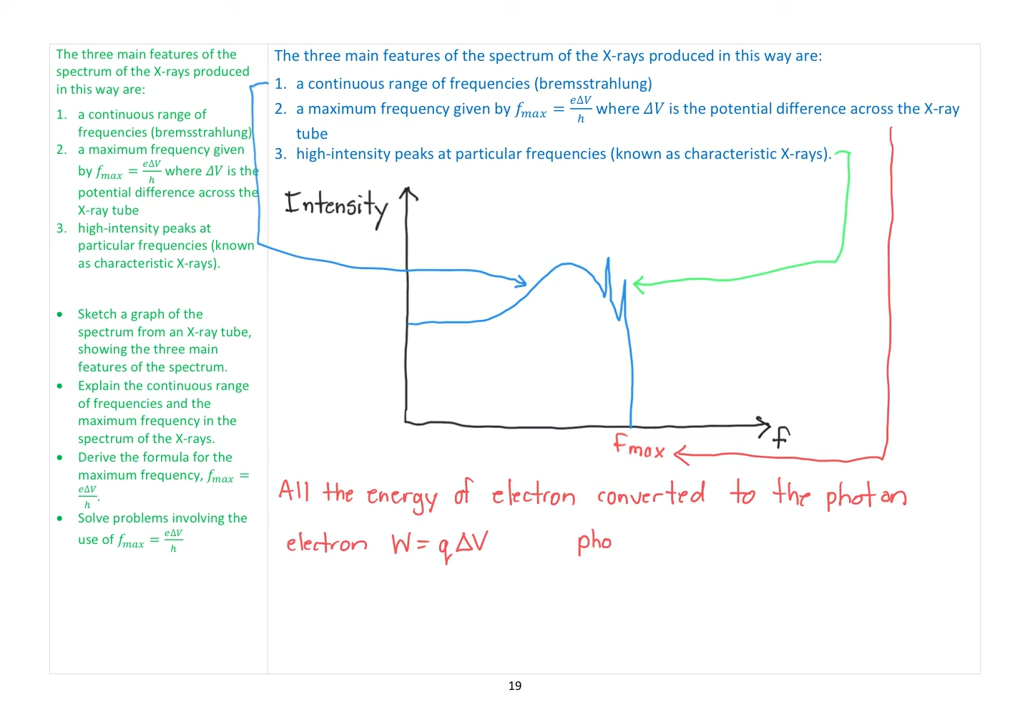 The three main features of the
spectrum of the X-rays produced
in this way are:
1. a continuous range of
frequencies (bremsstrahlung)
2. a maximum frequency given
by fmax = eΔV/h where ΔV is the
potential difference across the
X-ray tube
3. high-intensity peaks at
particular frequencies (known
as characteristic X-rays).
• Sketch a graph of the
spectrum from an X-ray tube,
showing the three main
features of the spectrum.
• Explain the continuous range
of frequencies and the
maximum frequency in the
spectrum of the X-rays.
• Derive the formula for the
maximum frequency, fmax =
eΔV/h.
• Solve problems involving the
use of fmax = eΔV/h
The three main features of the spectrum of the X-rays produced in this way are:
1. a continuous range of frequencies (bremsstrahlung)
2. a maximum frequency given by fmax = eΔV/h where ΔV is the potential difference across the X-ray
tube
3. high-intensity peaks at particular frequencies (known as characteristic X-rays).
Intensity
f
fmax
All the energy of electron converted to the photon
electron W = qΔV pho
19